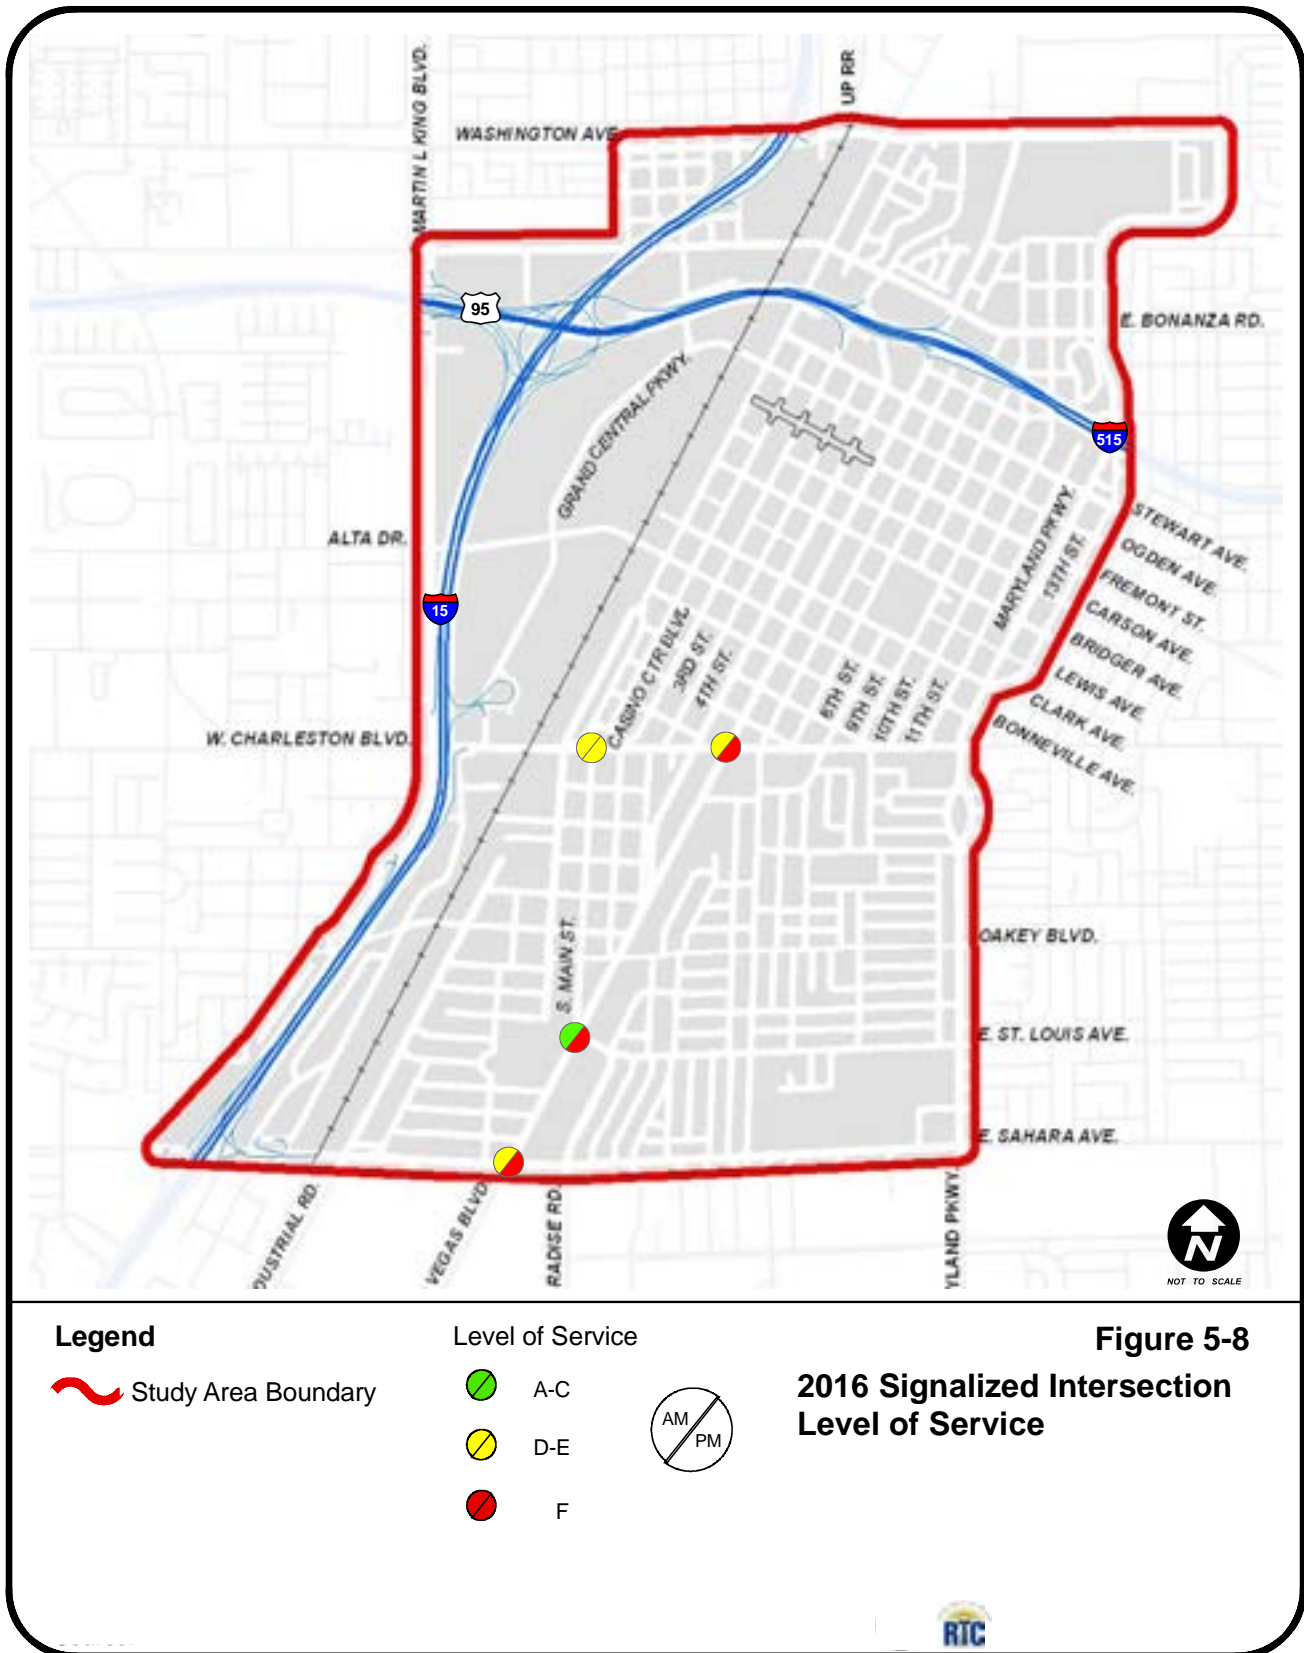 MARTIN L KING BLVD.
UP RR
WASHINGTON AVE.
95
E. BONANZA RD.
GRAND CENTRAL PKWY.
515
ALTA DR.
STEWART AVE.
OGDEN AVE.
FREMONT ST.
CARSON AVE.
BRIDGER AVE.
LEWIS AVE.
CLARK AVE.
BONNEVILLE AVE.
MARYLAND PKWY.
13TH ST.
15
CASINO CTR BLVD.
3RD ST.
4TH ST.
9TH ST.
10TH ST.
11TH ST.
W. CHARLESTON BLVD.
S. MAIN ST.
OAKEY BLVD.
E. ST. LOUIS AVE.
E. SAHARA AVE.
DUSTRIAL RD.
VEGAS BLVD.
RADISE RD.
YLAND PKWY.
N
NOT TO SCALE
Legend
Study Area Boundary
Level of Service
A-C
D-E
F
AM
PM
Figure 5-8
2016 Signalized Intersection
Level of Service
RTC